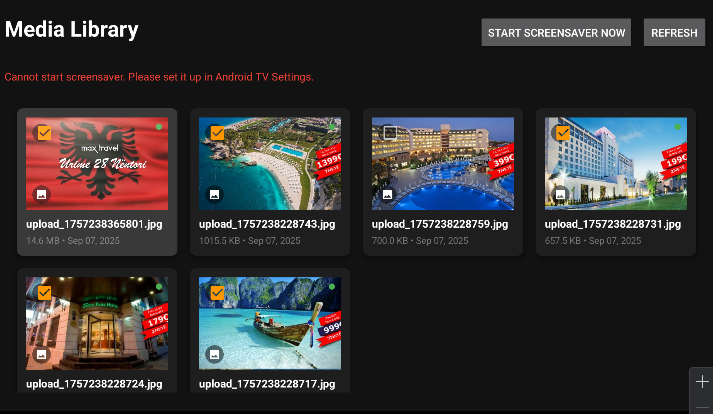 Media Library
START SCREENSAVER NOW
REFRESH
Cannot start screensaver. Please set it up in Android TV Settings.
max travel
Urime 28 Nëntori
upload_1757238365801.jpg
14.6 MB • Sep 07, 2025
1399€
upload_1757238228743.jpg
1015.5 KB • Sep 07, 2025
399€
upload_1757238228759.jpg
700.0 KB • Sep 07, 2025
199€
upload_1757238228731.jpg
657.5 KB • Sep 07, 2025
179€
upload_1757238228724.jpg
999€
upload_1757238228717.jpg